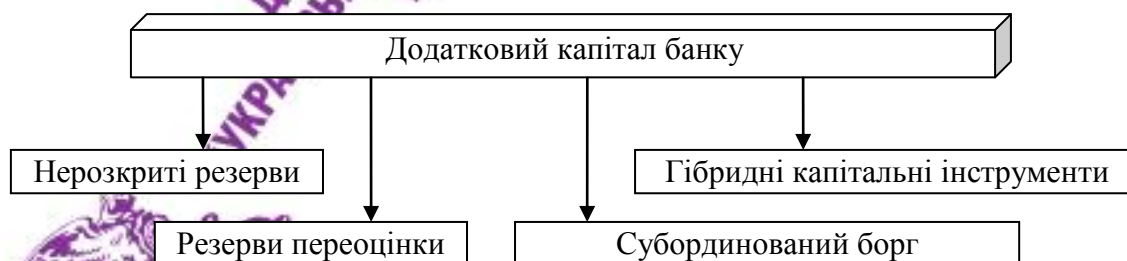 Додатковий капітал банку
Нерозкриті резерви
Гібридні капітальні інструменти
Резерви переоцінки
Субординований борг